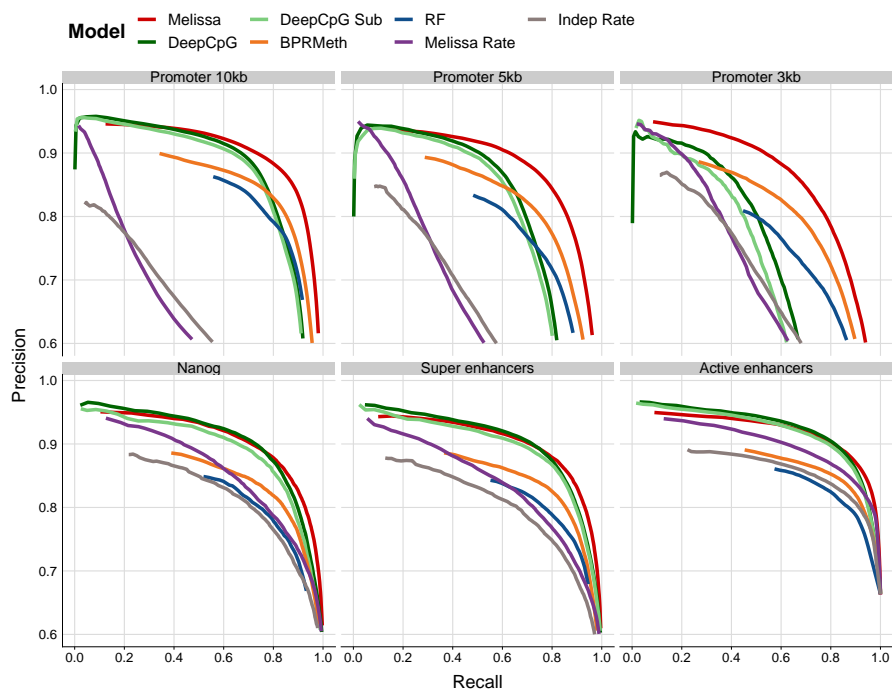 Model Melissa DeepCpG Sub RF Indep Rate
DeepCpG BPRMeth Melissa Rate
Promoter 10kb Promoter 5kb Promoter 3kb
1.0
0.9
0.8
0.7
0.6
Nanog Super enhancers Active enhancers
1.0
0.9
0.8
0.7
0.6
Precision
0.0 0.2 0.4 0.6 0.8 1.0 0.0 0.2 0.4 0.6 0.8 1.0 0.0 0.2 0.4 0.6 0.8 1.0
Recall